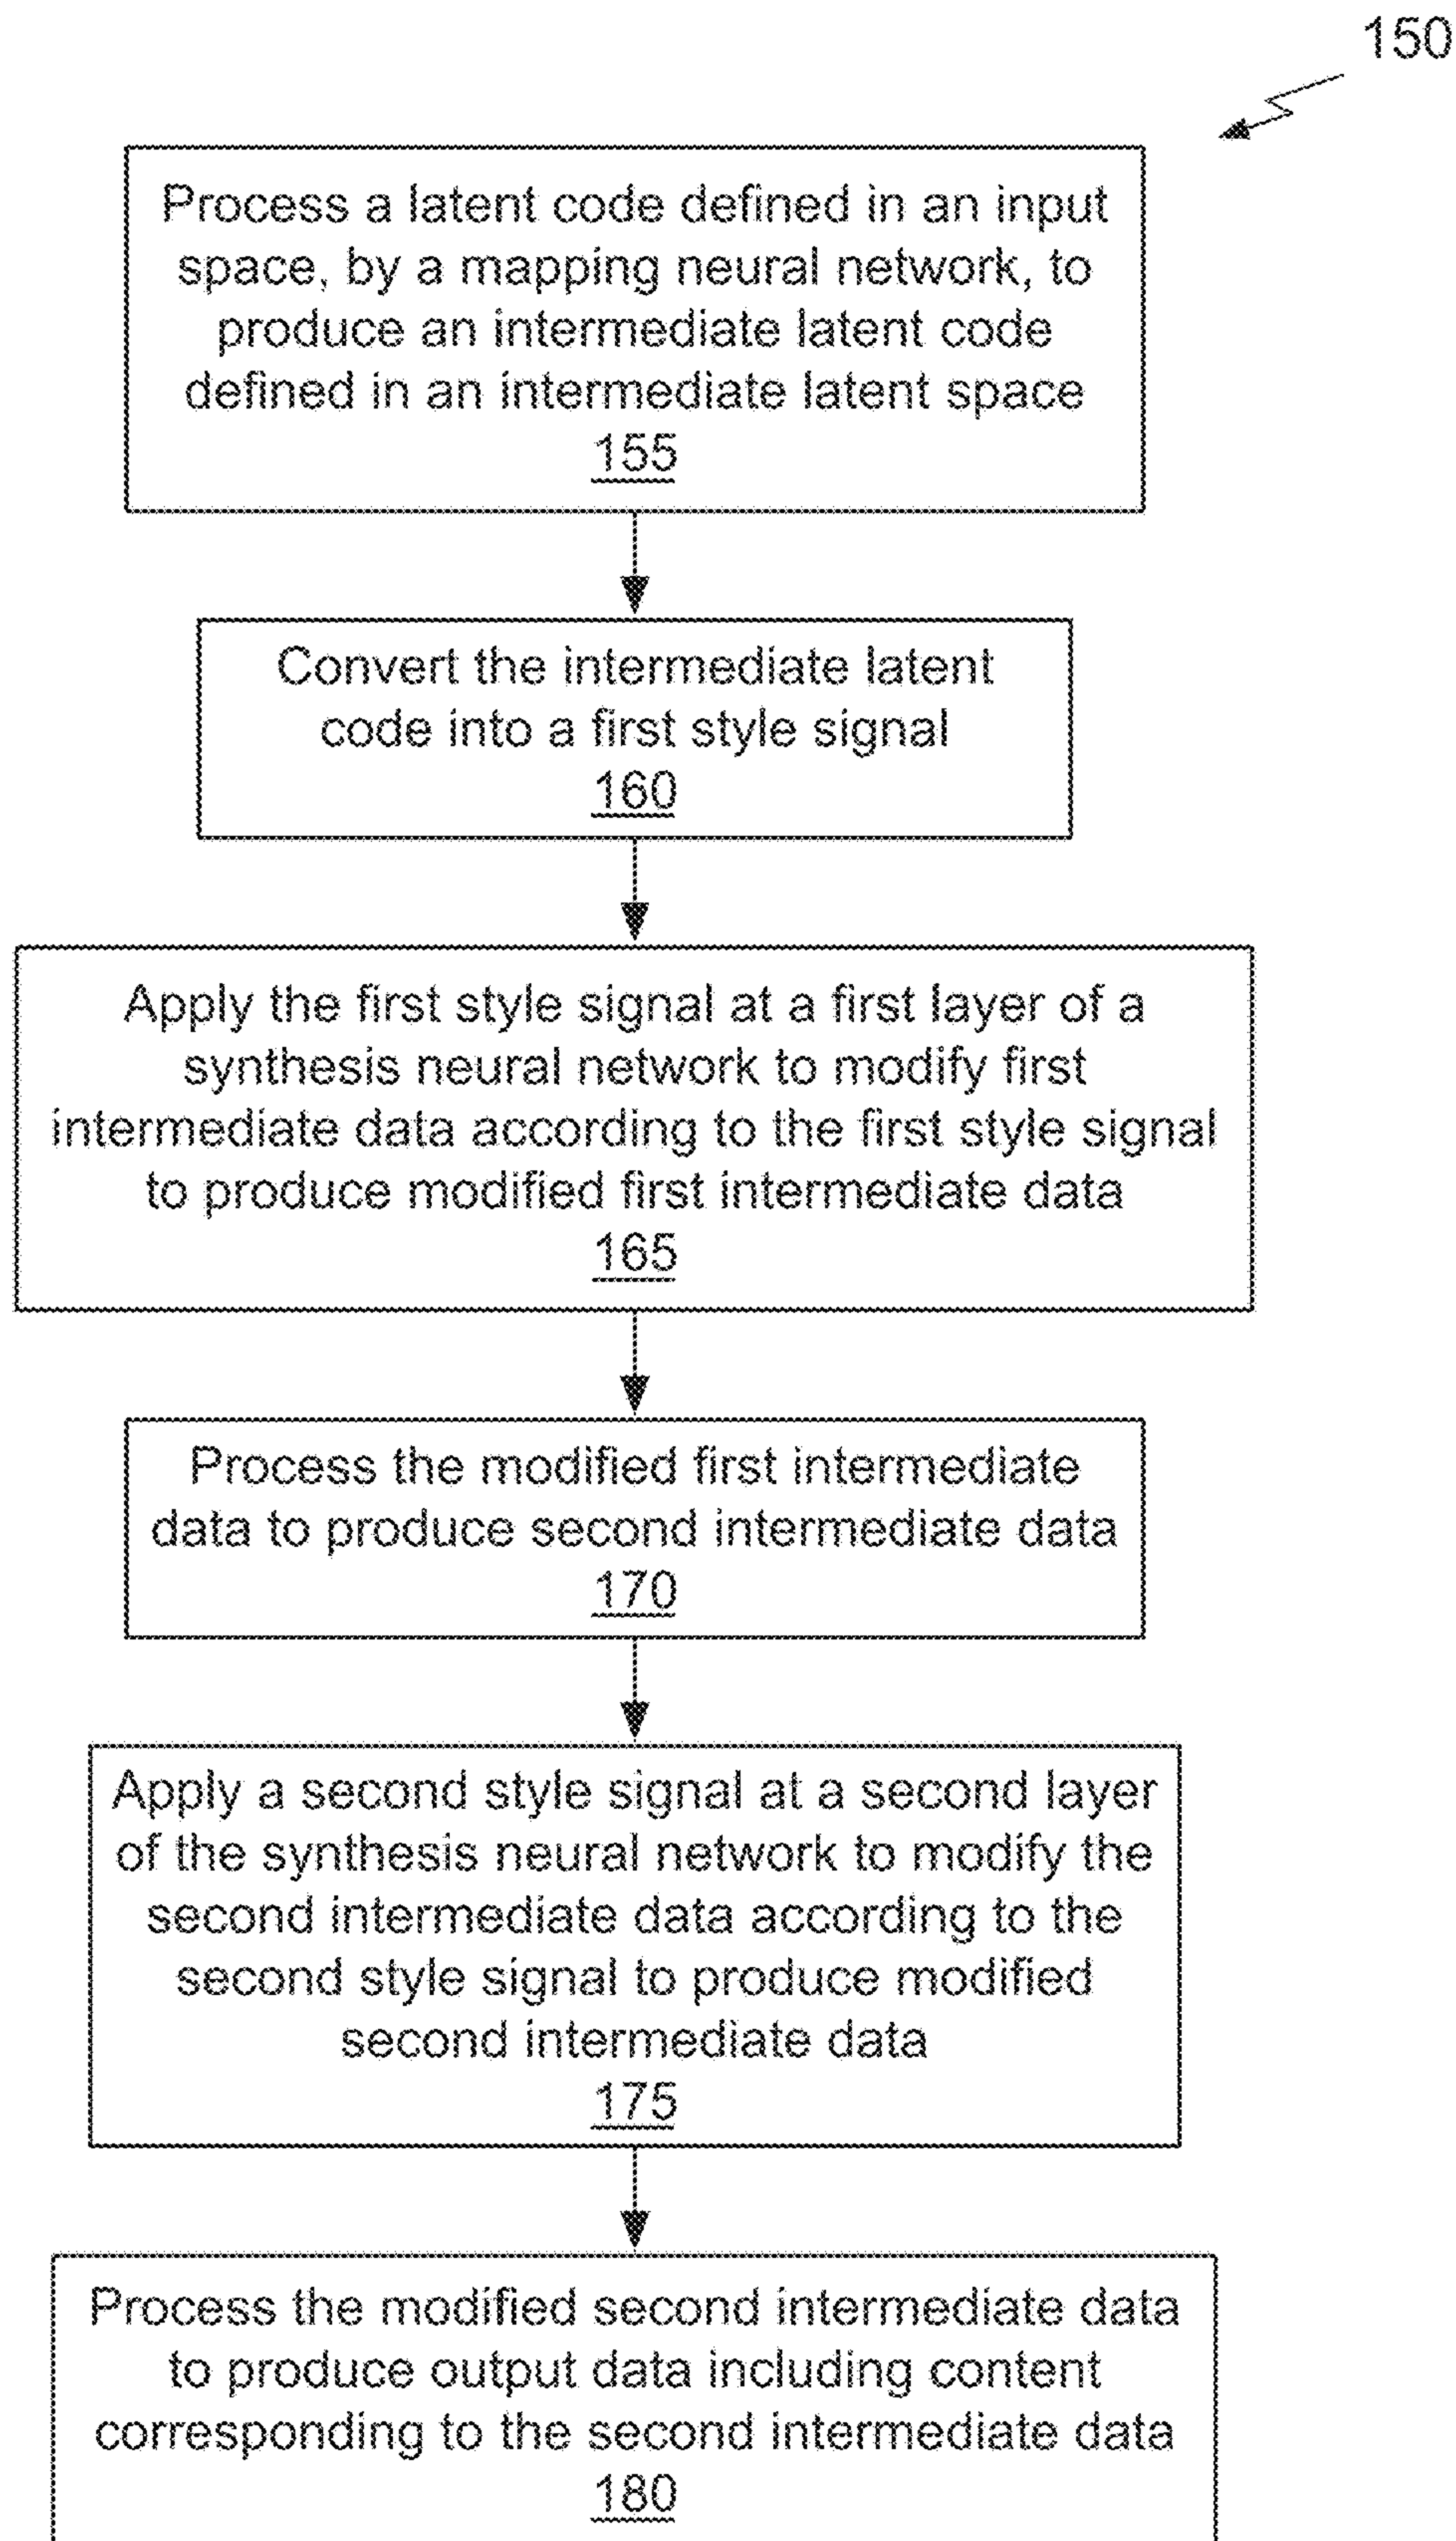 150
Process a latent code defined in an input
space, by a mapping neural network, to
produce an intermediate latent code
defined in an intermediate latent space
155
Convert the intermediate latent
code into a first style signal
160
Apply the first style signal at a first layer of a
synthesis neural network to modify first
intermediate data according to the first style signal
to produce modified first intermediate data
165
Process the modified first intermediate
data to produce second intermediate data
170
Apply a second style signal at a second layer
of the synthesis neural network to modify the
second intermediate data according to the
second style signal to produce modified
second intermediate data
175
Process the modified second intermediate data
to produce output data including content
corresponding to the second intermediate data
180